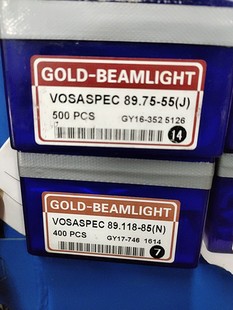 GOLD-BEAMLIGHT
VOSASPEC 89.75-55(J)
500 PCS GY16-352 5126
14
GOLD-BEAMLIGHT
VOSASPEC 89.118-85(N)
400 PCS GY17-746 1614
7